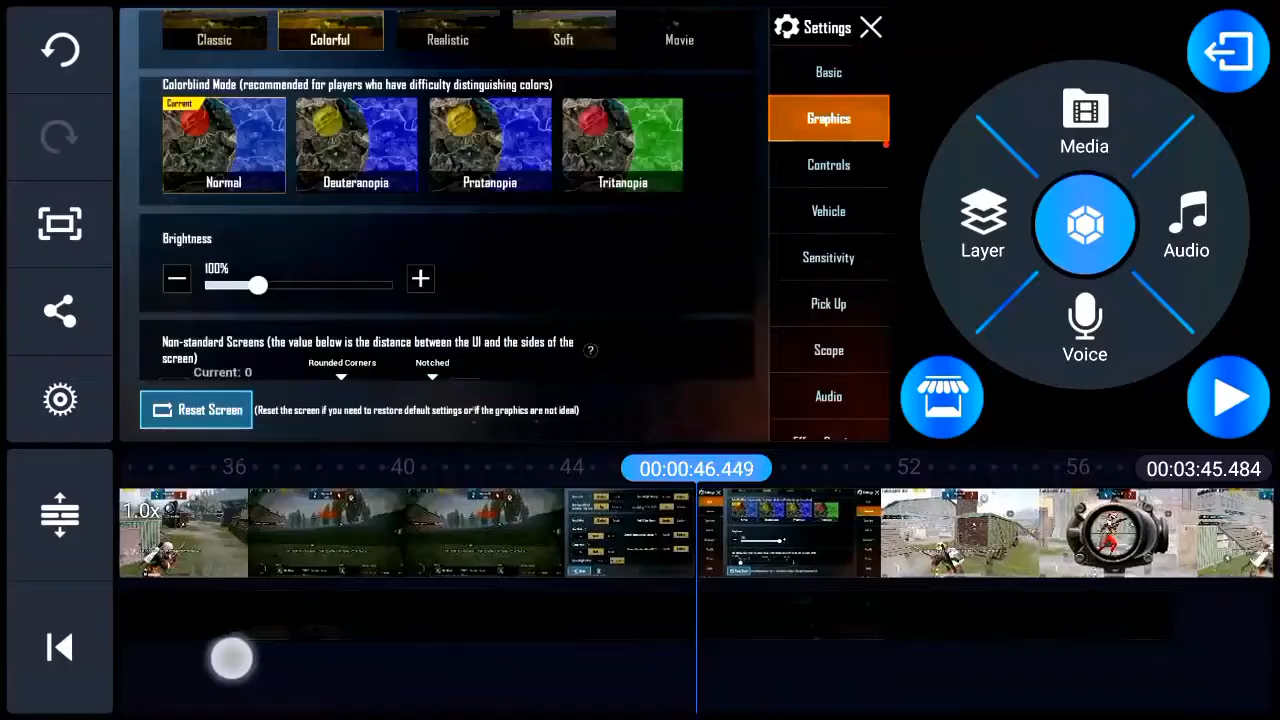 Classic
Colorful
Realistic
Soft
Movie
Settings
Basic
Graphics
Controls
Vehicle
Sensitivity
Pick Up
Scope
Audio
Colorblind Mode (recommended for players who have difficulty distinguishing colors)
Current
Normal
Deuteranopia
Protanopia
Tritanopia
Brightness
100%
Non-standard Screens (the value below is the distance between the UI and the sides of the
screen)
?
Rounded Corners
Notched
Current: 0
Reset Screen
(Reset the screen if you need to restore default settings or if the graphics are not ideal)
Media
Layer
Audio
Voice
36
40
44
00:00:46.449
52
56
00:03:45.484
1.0x